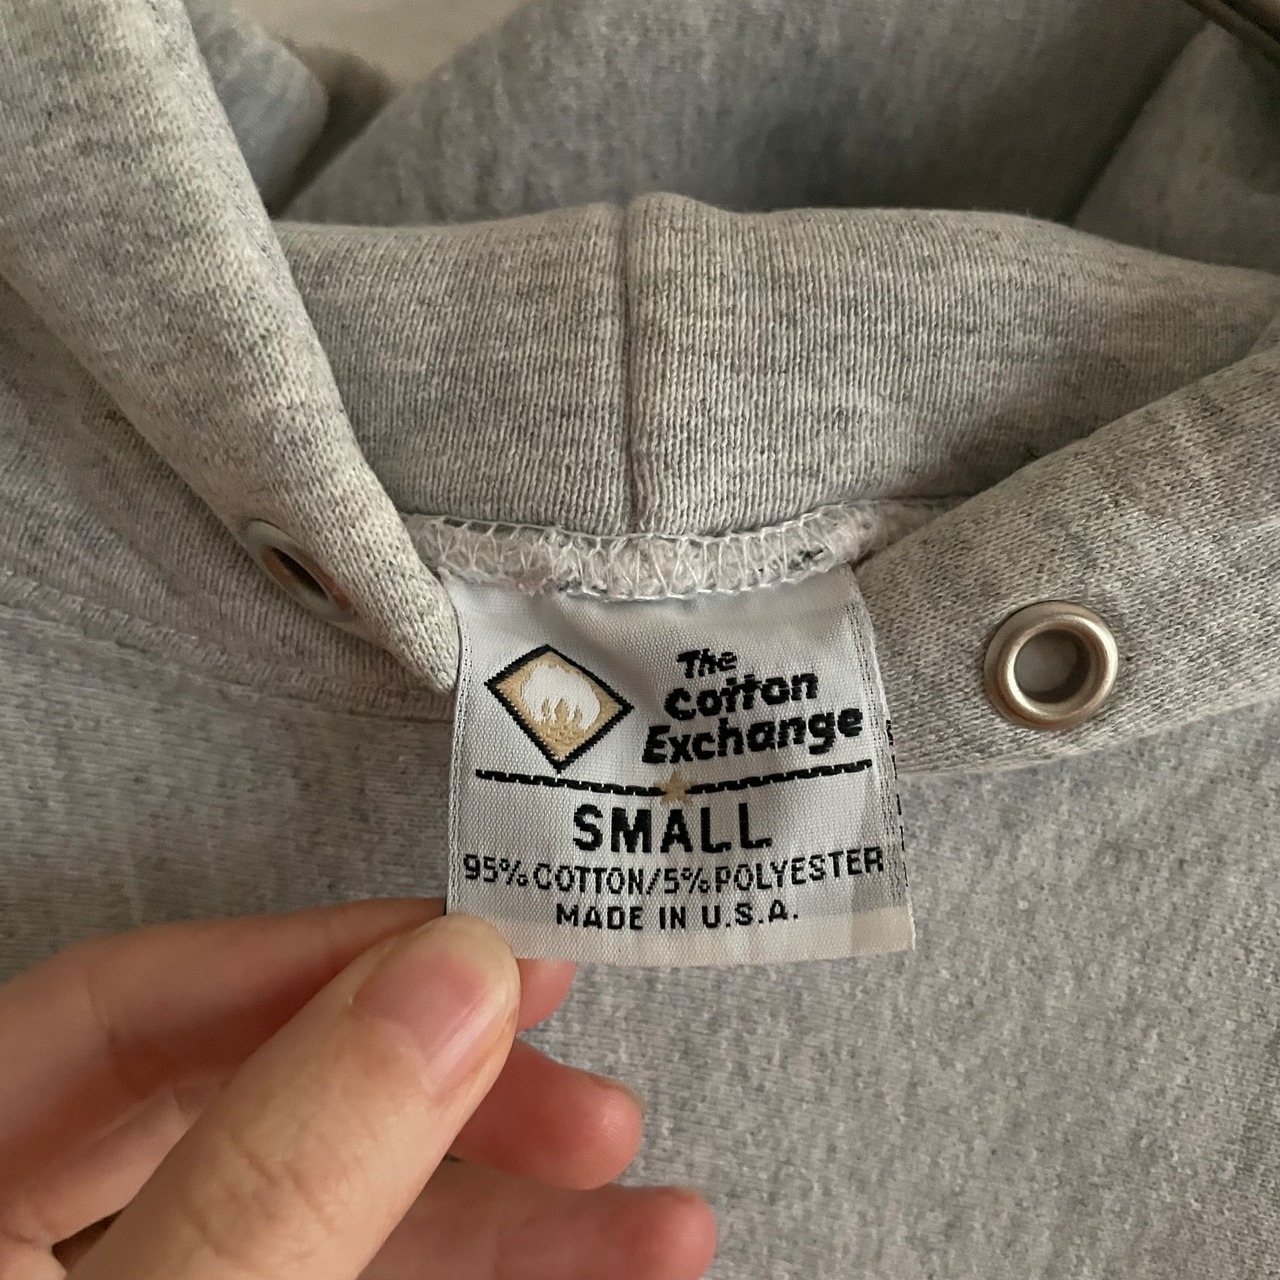 The
Cotton
Exchange
SMALL
95% COTTON/5% POLYESTER
MADE IN U.S.A.